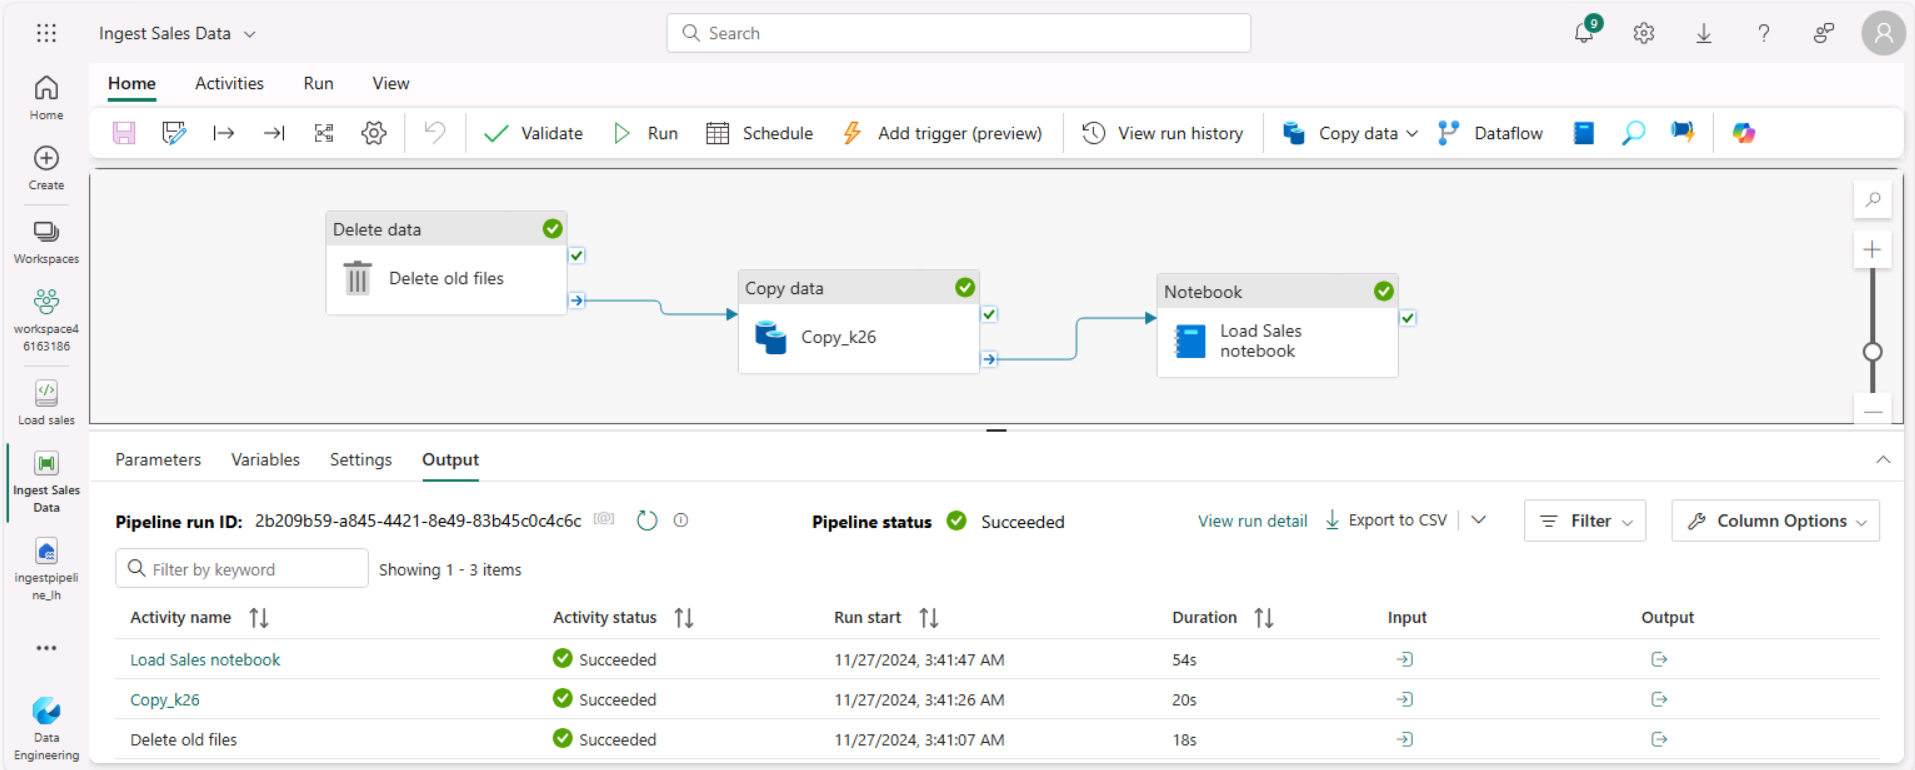 Ingest Sales Data
Search
9
Home
Activities
Run
View
Validate
Run
Schedule
Add trigger (preview)
View run history
Copy data
Dataflow
Home
Create
Workspaces
workspace4
6163186
Load sales
Ingest Sales
Data
ingestpipeli
ne_lh
Data
Engineering
Delete data
Delete old files
Copy data
Copy_k26
Notebook
Load Sales
notebook
Parameters
Variables
Settings
Output
Pipeline run ID: 2b209b59-a845-4421-8e49-83b45c0c4c6c
Pipeline status Succeeded
View run detail
Export to CSV
Filter
Column Options
Filter by keyword
Showing 1 - 3 items
Activity name Activity status Run start Duration Input Output
Load Sales notebook Succeeded 11/27/2024, 3:41:47 AM 54s
Copy_k26 Succeeded 11/27/2024, 3:41:26 AM 20s
Delete old files Succeeded 11/27/2024, 3:41:07 AM 18s